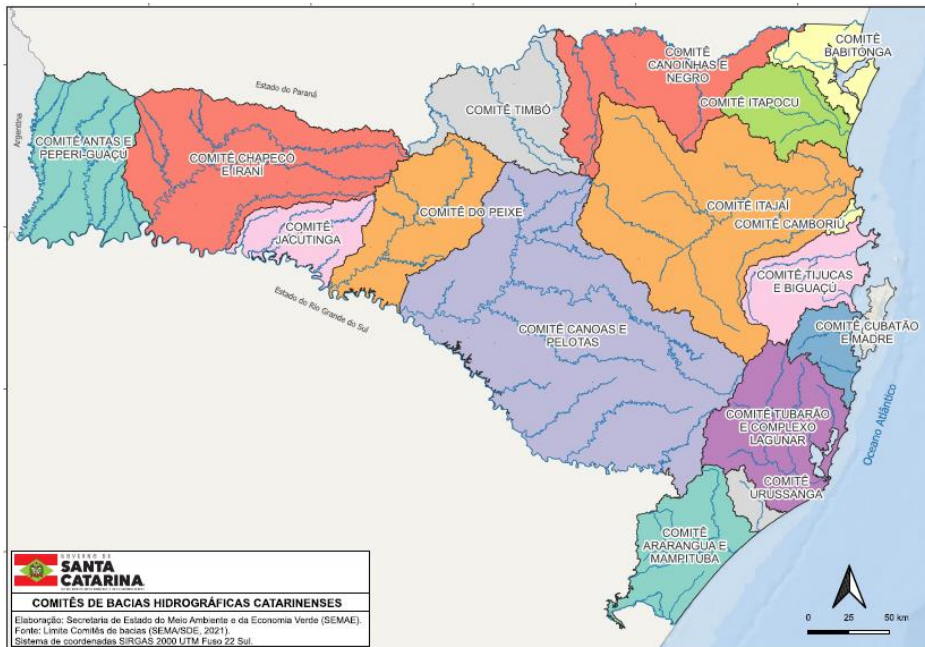 COMITÊ
BABITONGA
COMITÊ
CANOINHAS E
NEGRO
COMITÊ ITAPOCU
COMITÊ TIMBÓ
Estado do Paraná
Argentina
COMITÊ ANTAS E
PEPERI-GUAÇÚ
COMITÊ CHAPECÓ
E IRANÍ
COMITÊ DO PEIXE
COMITÊ
JACUTINGA
COMITÊ ITAJAÍ
COMITÊ CAMBORIÚ
COMITÊ TIJUCAS
E BIGUAÇÚ
Estado do Rio Grande do Sul
COMITÊ CANOAS E
PELOTAS
COMITÊ CUBATÃO
E MADRE
Oceano Atlântico
COMITÊ TUBARÃO
E COMPLEXO
LAGUNAR
COMITÊ
URUSSANGA
COMITÊ
ARARANGUA E
MAMPITUBA
GOVERNO DE
SANTA
CATARINA
COMITÊS DE BACIAS HIDROGRÁFICAS CATARINENSES
Elaboração: Secretaria de Estado do Meio Ambiente e da Economia Verde (SEMAE).
Fonte: Limite Comitês de bacias (SEMA/SDE, 2021).
Sistema de coordenadas SIRGAS 2000 UTM Fuso 22 Sul.
0 25 50 km